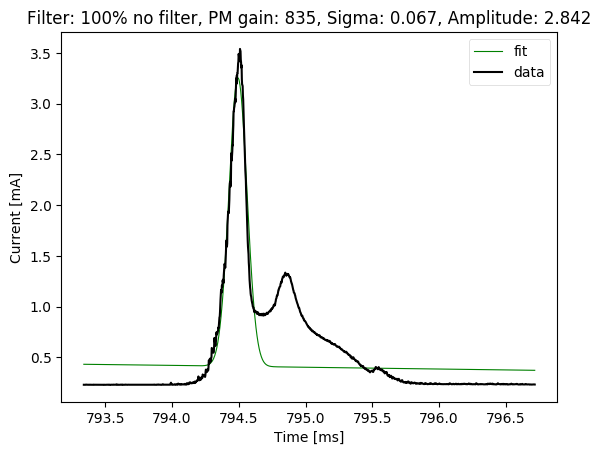 Filter: 100% no filter, PM gain: 835, Sigma: 0.067, Amplitude: 2.842
fit
data
3.5
3.0
2.5
2.0
1.5
1.0
0.5
Current [mA]
793.5 794.0 794.5 795.0 795.5 796.0 796.5
Time [ms]